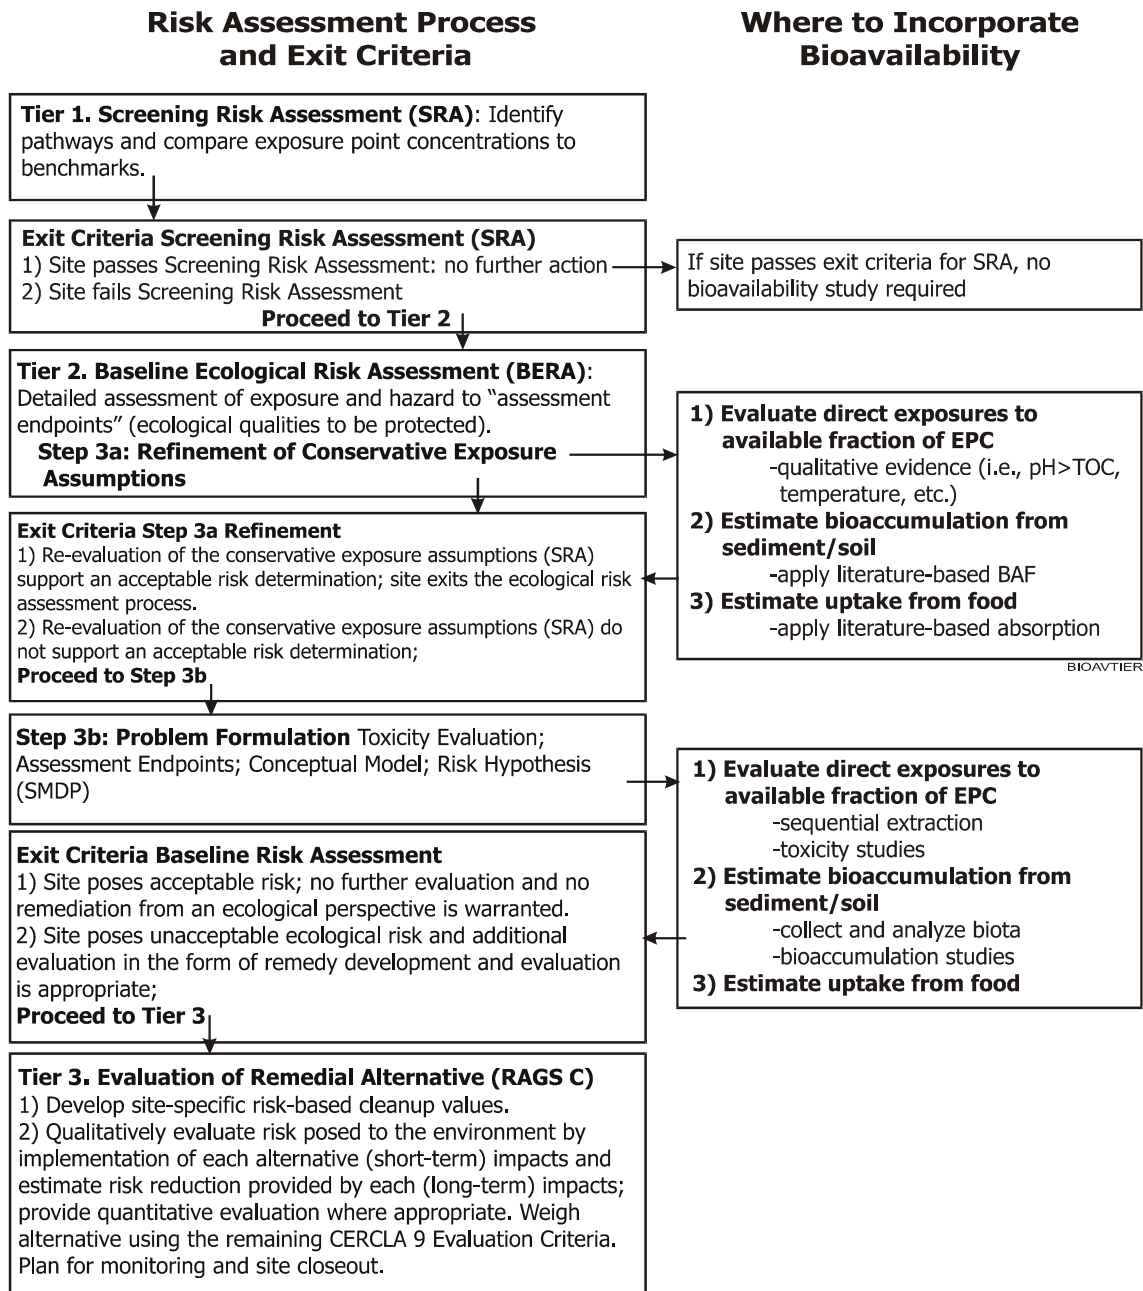 Risk Assessment Process
and Exit Criteria
Where to Incorporate
Bioavailability
Tier 1. Screening Risk Assessment (SRA): Identify
pathways and compare exposure point concentrations to
benchmarks.
Exit Criteria Screening Risk Assessment (SRA)
1) Site passes Screening Risk Assessment: no further action
2) Site fails Screening Risk Assessment
Proceed to Tier 2
If site passes exit criteria for SRA, no
bioavailability study required
Tier 2. Baseline Ecological Risk Assessment (BERA):
Detailed assessment of exposure and hazard to “assessment
endpoints” (ecological qualities to be protected).
Step 3a: Refinement of Conservative Exposure
Assumptions
1) Evaluate direct exposures to
available fraction of EPC
-qualitative evidence (i.e., pH>TOC,
temperature, etc.)
2) Estimate bioaccumulation from
sediment/soil
-apply literature-based BAF
3) Estimate uptake from food
-apply literature-based absorption
BIOAVTIER
Exit Criteria Step 3a Refinement
1) Re-evaluation of the conservative exposure assumptions (SRA)
support an acceptable risk determination; site exits the ecological risk
assessment process.
2) Re-evaluation of the conservative exposure assumptions (SRA) do
not support an acceptable risk determination;
Proceed to Step 3b
Step 3b: Problem Formulation Toxicity Evaluation;
Assessment Endpoints; Conceptual Model; Risk Hypothesis
(SMDP)
1) Evaluate direct exposures to
available fraction of EPC
-sequential extraction
-toxicity studies
2) Estimate bioaccumulation from
sediment/soil
-collect and analyze biota
-bioaccumulation studies
3) Estimate uptake from food
Exit Criteria Baseline Risk Assessment
1) Site poses acceptable risk; no further evaluation and no
remediation from an ecological perspective is warranted.
2) Site poses unacceptable ecological risk and additional
evaluation in the form of remedy development and evaluation
is appropriate;
Proceed to Tier 3
Tier 3. Evaluation of Remedial Alternative (RAGS C)
1) Develop site-specific risk-based cleanup values.
2) Qualitatively evaluate risk posed to the environment by
implementation of each alternative (short-term) impacts and
estimate risk reduction provided by each (long-term) impacts;
provide quantitative evaluation where appropriate. Weigh
alternative using the remaining CERCLA 9 Evaluation Criteria.
Plan for monitoring and site closeout.